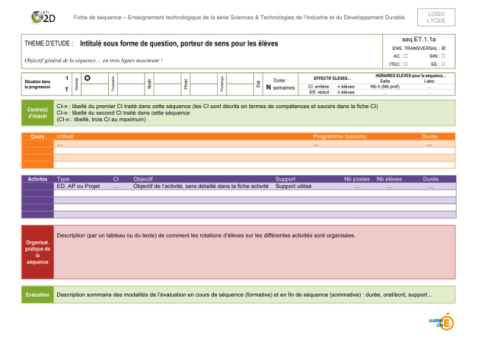 STI
2D
Fiche de séquence – Enseignement technologique de la série Sciences & Technologies de l'Industrie et du Développement Durable
LOGO
LYCEE
THEME D'ETUDE : Intitulé sous forme de question, porteur de sens pour les élèves
Objectif général de la séquence… en trois lignes maximum !
seq.ET.1.1a
ENS. TRANSVERSAL : ☑
AC : ☐ SIN : ☐
ITEC : ☐ EE : ☐
Situation dans
la progression
1
T
Rentrée
Toussaint
Noël
Hiver
Printemps
Eté
Durée :
N semaines
EFFECTIF ELEVES…
Cl. entière : n élèves
Eff. réduit : n élèves
HORAIRES ELEVES pour la séquence…
Nb h (Nb prof)
Centre(s)
d'intérêt
CI-n : libellé du premier CI traité dans cette séquence (les CI sont décrits en termes de compétences et savoirs dans la fiche CI)
CI-n : libellé du second CI traité dans cette séquence
(CI-n : libellé, trois CI au maximum)
Cours Intitulé Programme (savoirs) Durée
… … …
Activités Type CI Objectif Support Nb postes Nb élèves Durée
ED, AP ou Projet … Objectif de l'activité, sera détaillé dans la fiche activité Support utilisé … … …
Organisat.
pratique de
la
séquence
Description (par un tableau ou du texte) de comment les rotations d'élèves sur les différentes activités sont organisées.
Evaluation Description sommaire des modalités de l'évaluation en cours de séquence (formative) et en fin de séquence (sommative) : durée, oral/écrit, support…